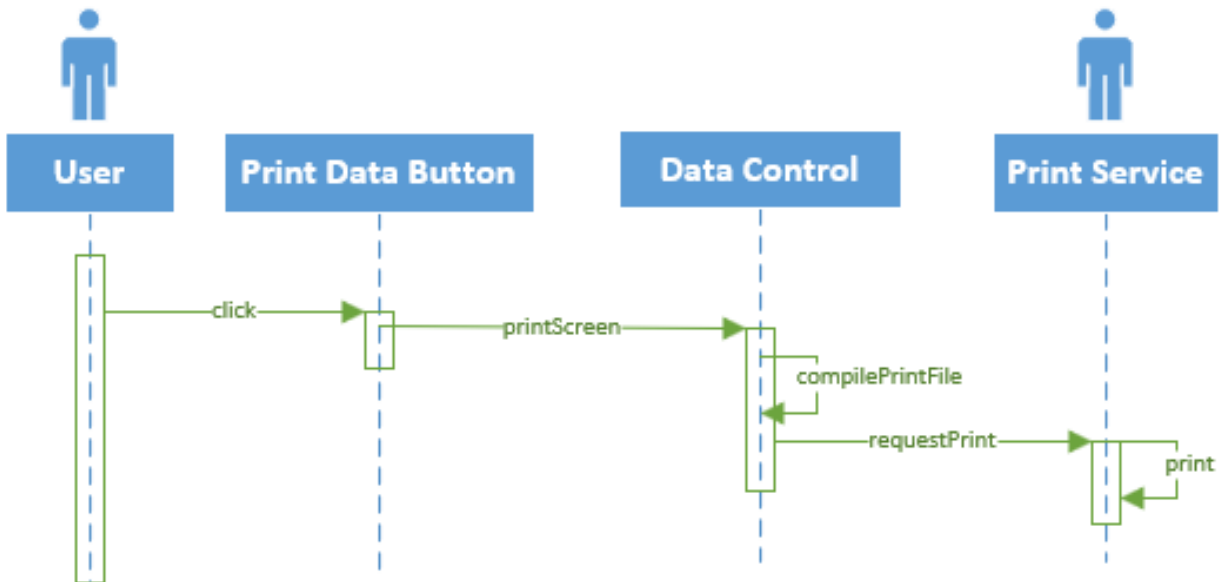 User
Print Data Button
Data Control
Print Service
click
printScreen
compilePrintFile
requestPrint
print